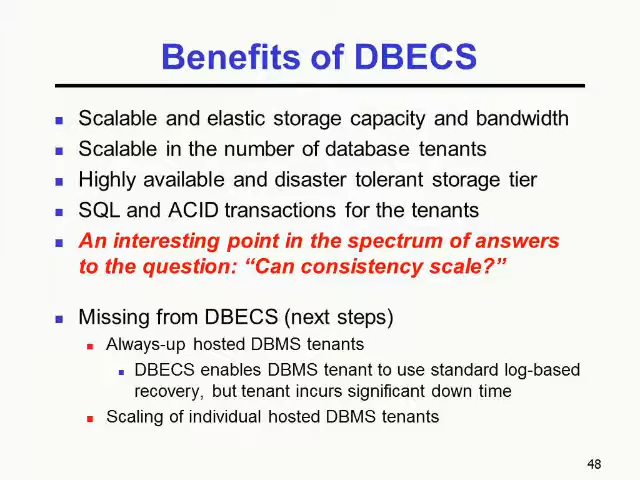 Benefits of DBECS
Scalable and elastic storage capacity and bandwidth
Scalable in the number of database tenants
Highly available and disaster tolerant storage tier
SQL and ACID transactions for the tenants
An interesting point in the spectrum of answers
to the question: “Can consistency scale?”
Missing from DBECS (next steps)
Always-up hosted DBMS tenants
DBECS enables DBMS tenant to use standard log-based
recovery, but tenant incurs significant down time
Scaling of individual hosted DBMS tenants
48